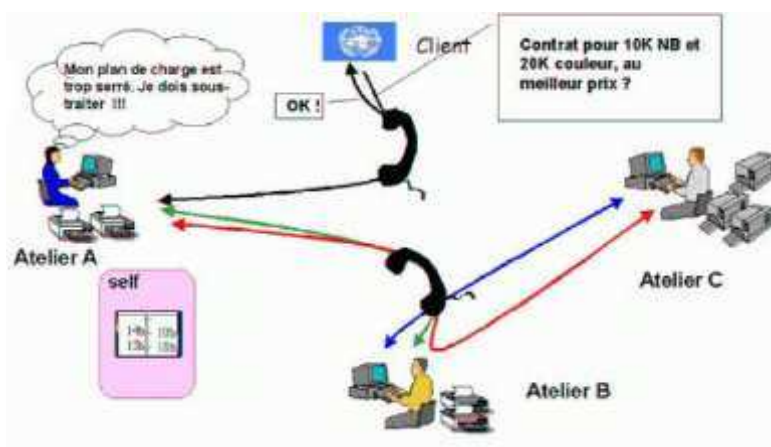 Mon plan de charge est
trop serré. Je dois sous-
traiter !!!
Client
OK !
Contrat pour 10K NB et
20K couleur, au
meilleur prix ?
Atelier A
self
Atelier C
Atelier B